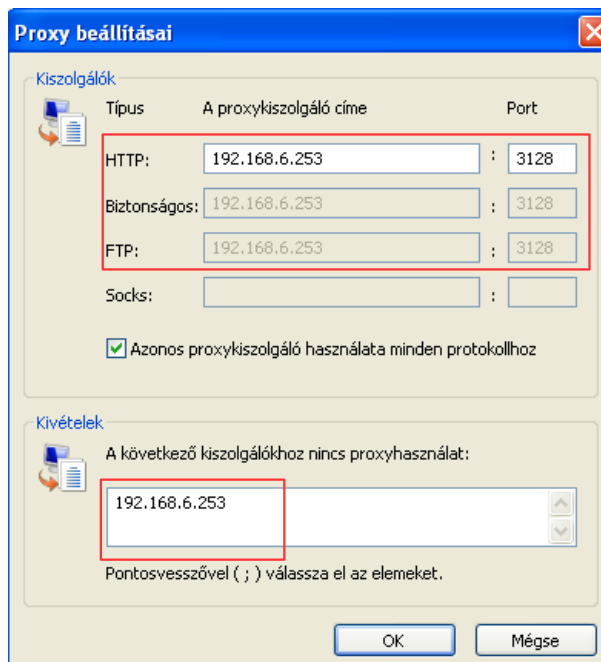 Proxy beállításai
Kiszolgálók
Típus A proxykiszolgáló címe Port
HTTP: 192.168.6.253 : 3128
Biztonságos: 192.168.6.253 : 3128
FTP: 192.168.6.253 : 3128
Socks: :
Azonos proxykiszolgáló használata minden protokollhoz
Kivételek
A következő kiszolgálókhoz nincs proxyhasználat:
192.168.6.253
Pontosvesszővel ( ; ) válassza el az elemeket.
OK Mégse